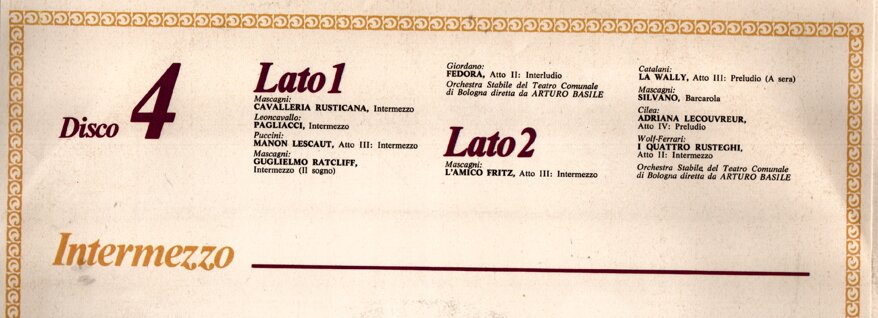 Disco 4
Lato 1
Mascagni:
CAVALLERIA RUSTICANA, Intermezzo
Leoncavallo:
PAGLIACCI, Intermezzo
Puccini:
MANON LESCAUT, Atto III: Intermezzo
Mascagni:
GUGLIELMO RATCLIFF,
Intermezzo (Il sogno)
Giordano:
FEDORA, Atto II: Interludio
Orchestra Stabile del Teatro Comunale
di Bologna diretta da ARTURO BASILE
Lato 2
Mascagni:
L'AMICO FRITZ, Atto III: Intermezzo
Catalani:
LA WALLY, Atto III: Preludio (A sera)
Mascagni:
SILVANO, Barcarola
Cilea:
ADRIANA LECOUVREUR,
Atto IV: Preludio
Wolf-Ferrari:
I QUATTRO RUSTEGHI,
Atto II: Intermezzo
Orchestra Stabile del Teatro Comunale
di Bologna diretta da ARTURO BASILE
Intermezzo